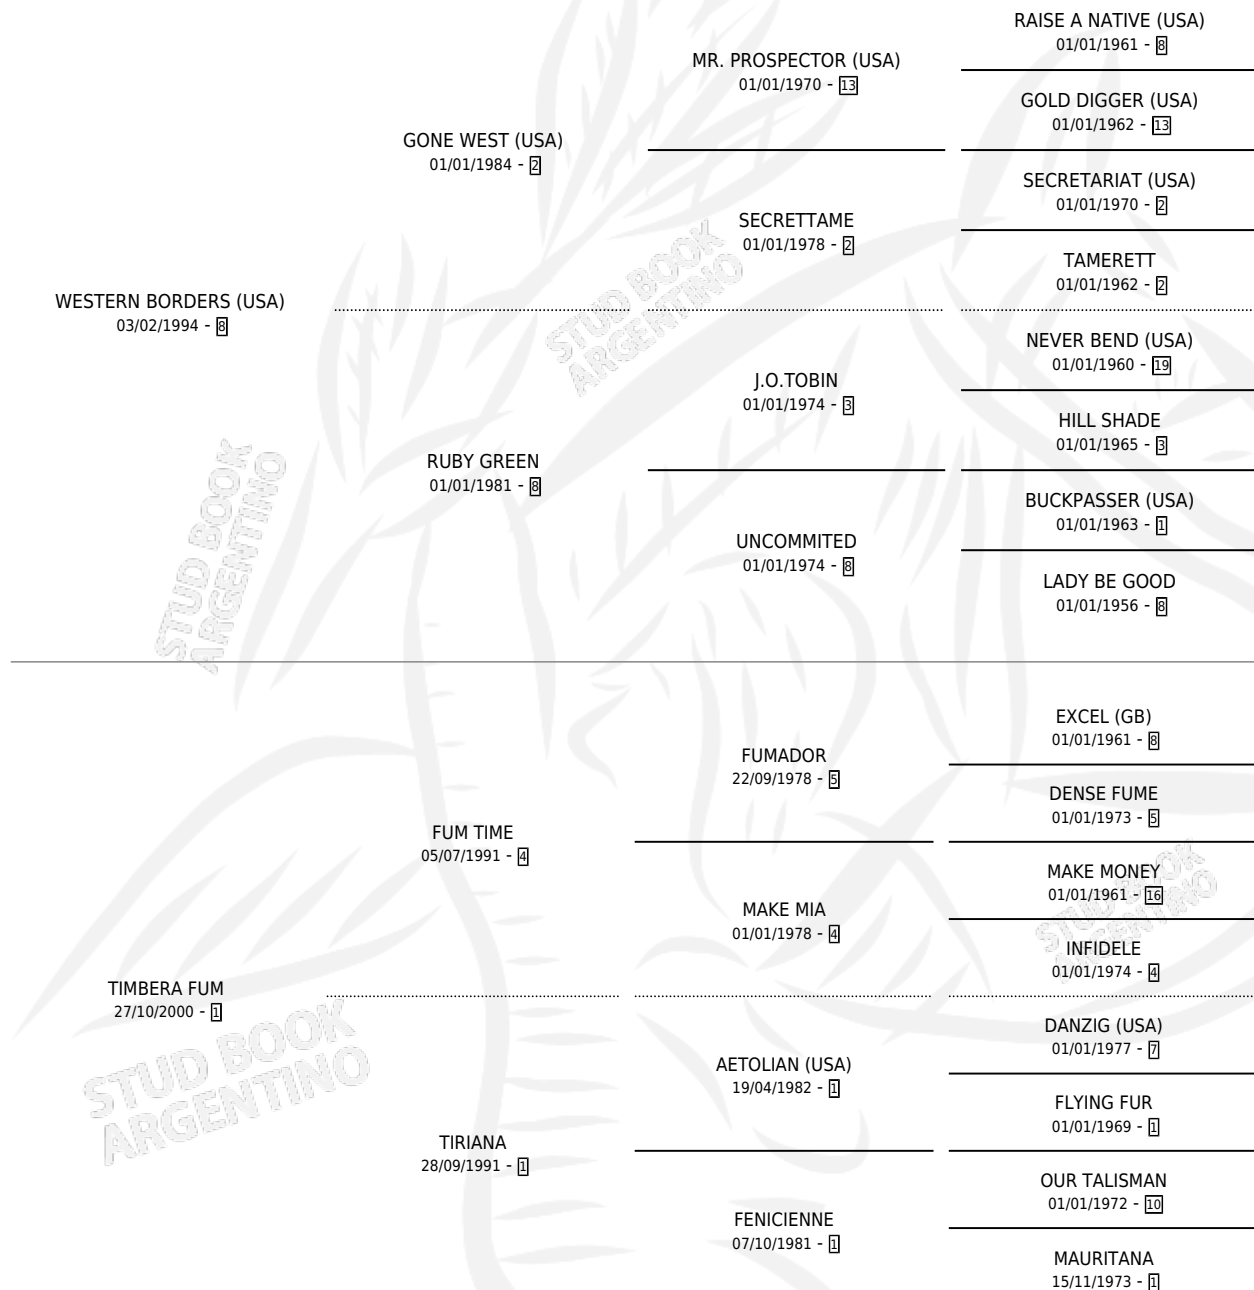 RAISE A NATIVE (USA)
01/01/1961 - 8
MR. PROSPECTOR (USA)
01/01/1970 - 13
GOLD DIGGER (USA)
01/01/1962 - 13
GONE WEST (USA)
01/01/1984 - 2
SECRETARIAT (USA)
01/01/1970 - 2
SECRETTAME
01/01/1978 - 2
TAMERETT
01/01/1962 - 2
WESTERN BORDERS (USA)
03/02/1994 - 8
NEVER BEND (USA)
01/01/1960 - 19
J.O.TOBIN
01/01/1974 - 3
HILL SHADE
01/01/1965 - 3
RUBY GREEN
01/01/1981 - 8
BUCKPASSER (USA)
01/01/1963 - 1
UNCOMMITED
01/01/1974 - 8
LADY BE GOOD
01/01/1956 - 8
EXCEL (GB)
01/01/1961 - 8
FUMADOR
22/09/1978 - 5
DENSE FUME
01/01/1973 - 5
FUM TIME
05/07/1991 - 4
MAKE MONEY
01/01/1961 - 16
MAKE MIA
01/01/1978 - 4
INFIDELE
01/01/1974 - 4
TIMBERA FUM
27/10/2000 - 1
DANZIG (USA)
01/01/1977 - 7
AETOLIAN (USA)
19/04/1982 - 1
FLYING FUR
01/01/1969 - 1
TIRIANA
28/09/1991 - 1
OUR TALISMAN
01/01/1972 - 10
FENICIENNE
07/10/1981 - 1
MAURITANA
15/11/1973 - 1
STUD BOOK
ARGENTINO
STUD BOOK
ARGENTINO
STUD BOOK
ARGENTINO
STUD BOOK
ARGENTINO